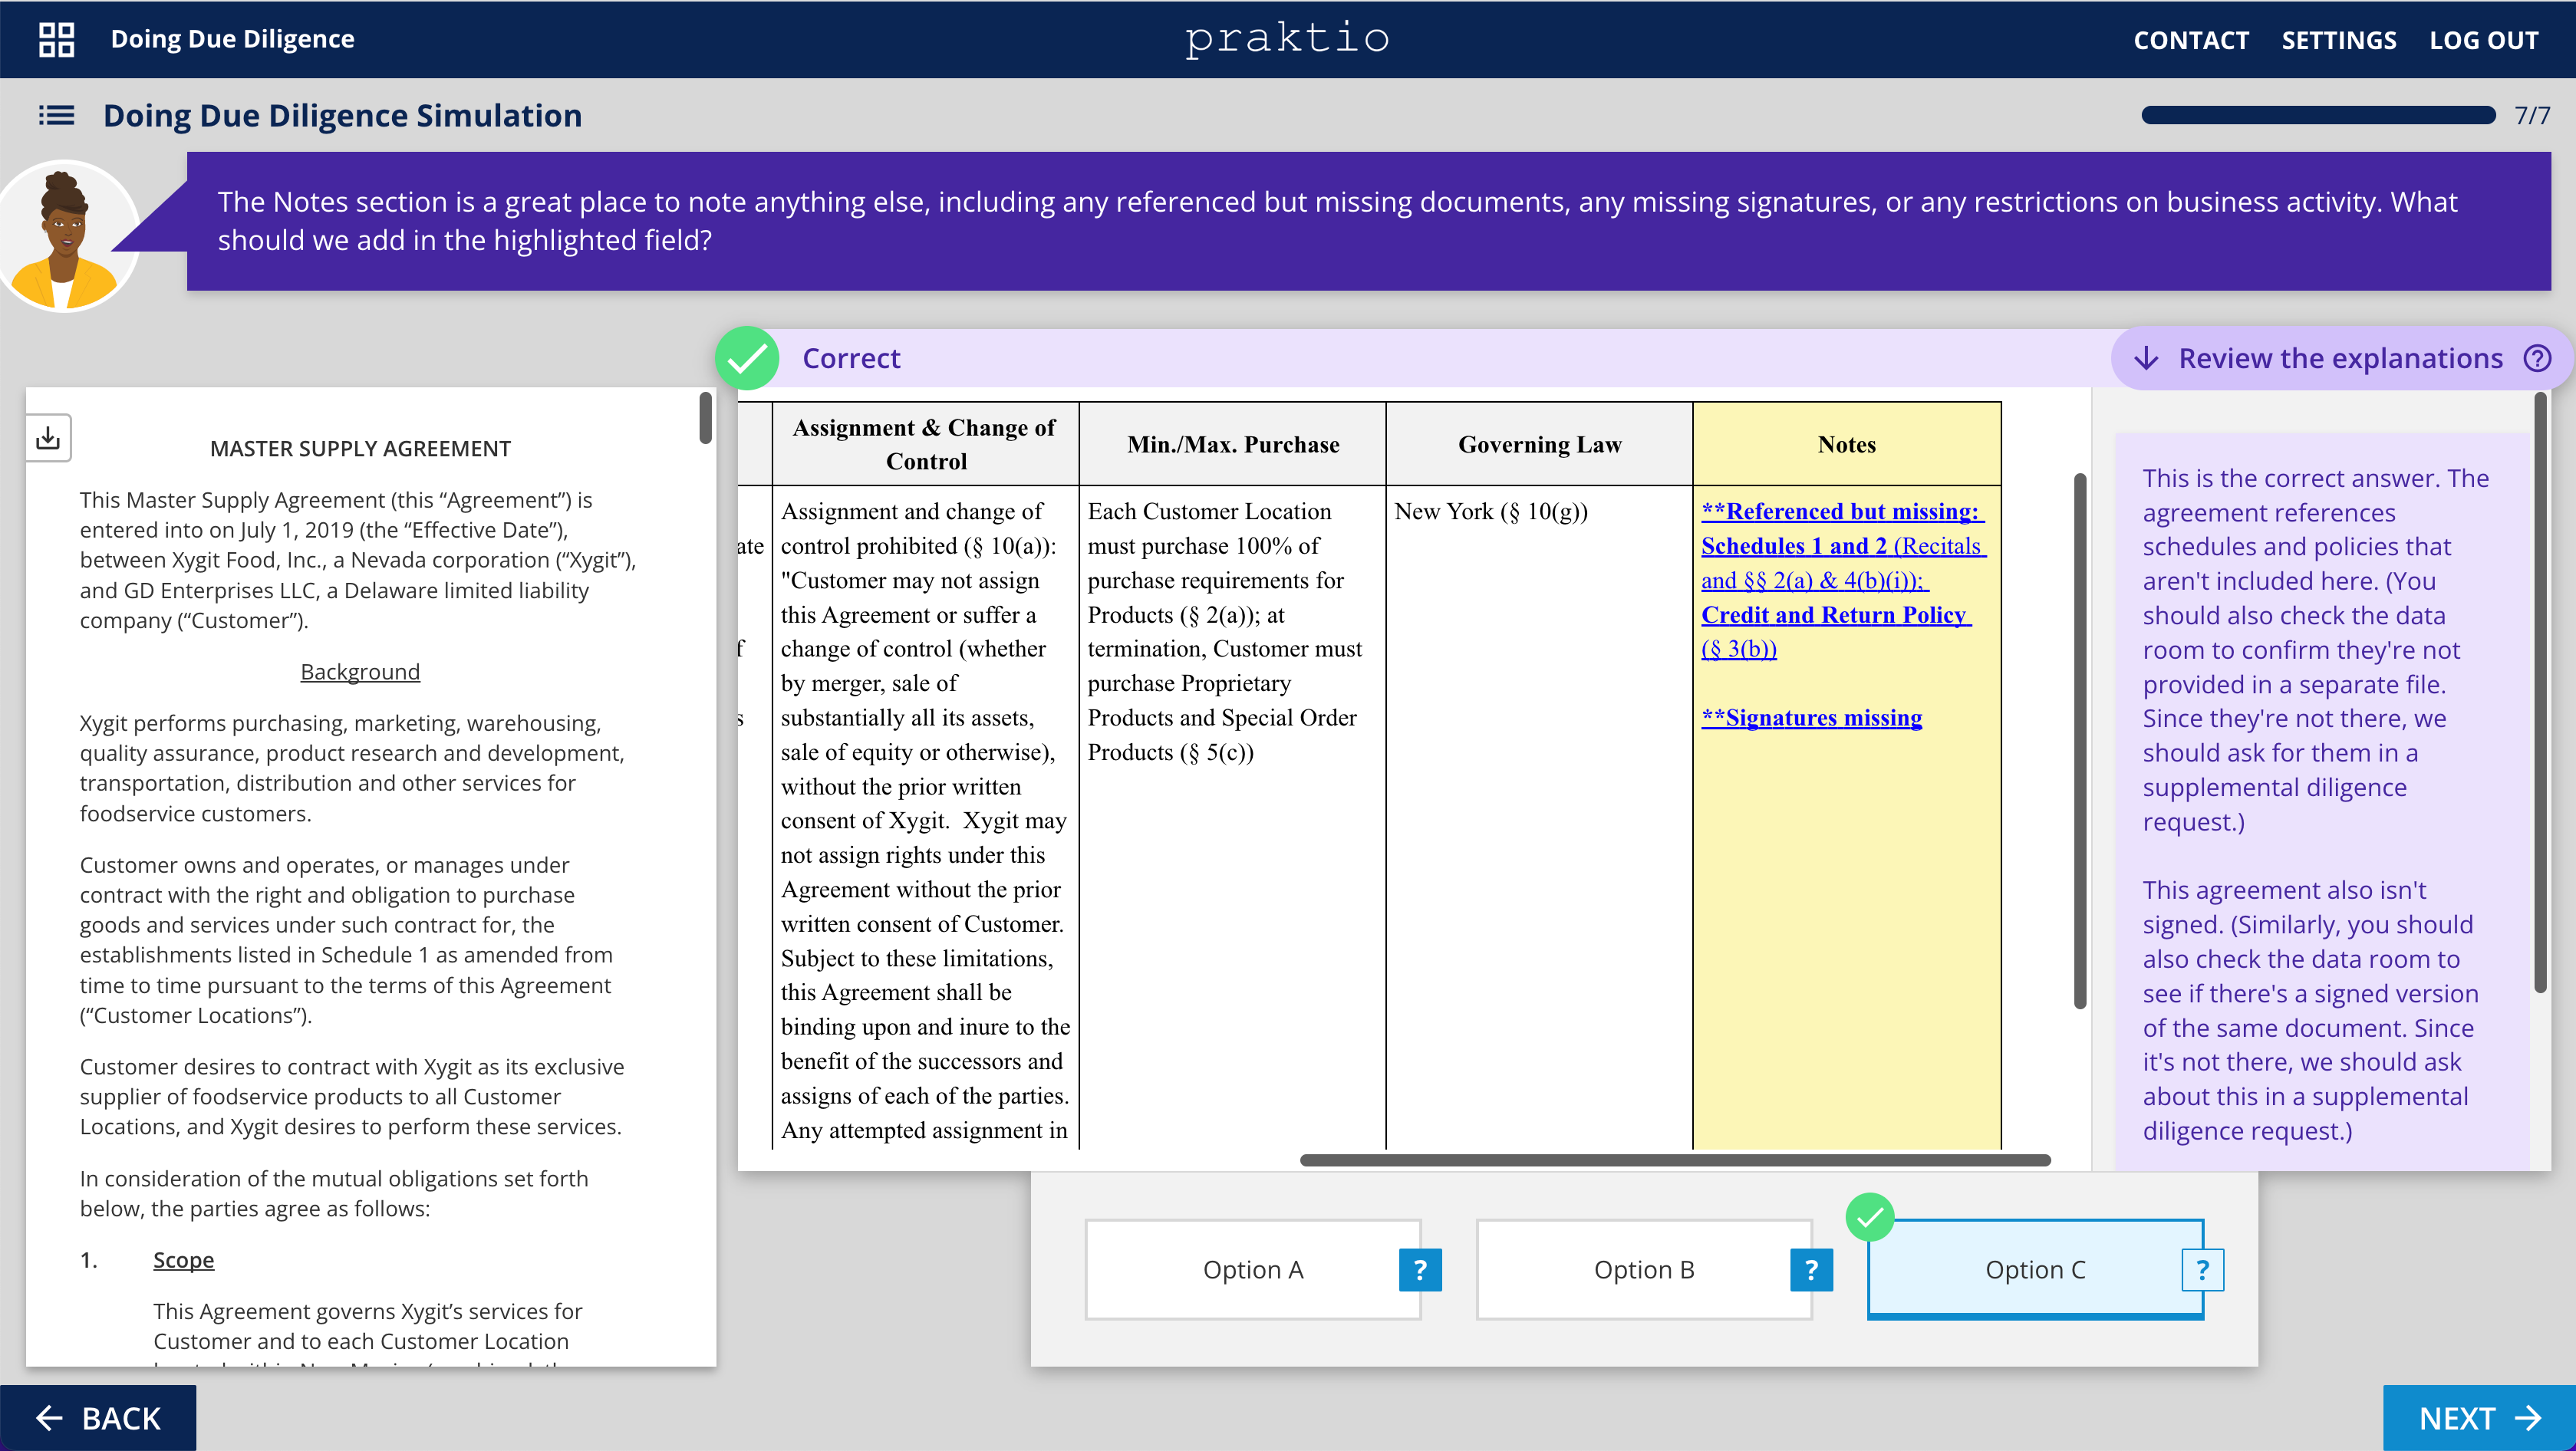 Doing Due Diligence
praktio
CONTACT SETTINGS LOG OUT
Doing Due Diligence Simulation
7/7
The Notes section is a great place to note anything else, including any referenced but missing documents, any missing signatures, or any restrictions on business activity. What
should we add in the highlighted field?
MASTER SUPPLY AGREEMENT
This Master Supply Agreement (this “Agreement”) is
entered into on July 1, 2019 (the “Effective Date”),
between Xygit Food, Inc., a Nevada corporation (“Xygit”),
and GD Enterprises LLC, a Delaware limited liability
company (“Customer”).
Background
Xygit performs purchasing, marketing, warehousing,
quality assurance, product research and development,
transportation, distribution and other services for
foodservice customers.
Customer owns and operates, or manages under
contract with the right and obligation to purchase
goods and services under such contract for, the
establishments listed in Schedule 1 as amended from
time to time pursuant to the terms of this Agreement
(“Customer Locations”).
Customer desires to contract with Xygit as its exclusive
supplier of foodservice products to all Customer
Locations, and Xygit desires to perform these services.
In consideration of the mutual obligations set forth
below, the parties agree as follows:
1. Scope
This Agreement governs Xygit’s services for
Customer and to each Customer Location
Correct
Review the explanations ?
ate
f
s
Assignment & Change of
Control
Assignment and change of
control prohibited (§ 10(a)):
"Customer may not assign
this Agreement or suffer a
change of control (whether
by merger, sale of
substantially all its assets,
sale of equity or otherwise),
without the prior written
consent of Xygit.  Xygit may
not assign rights under this
Agreement without the prior
written consent of Customer.
Subject to these limitations,
this Agreement shall be
binding upon and inure to the
benefit of the successors and
assigns of each of the parties.
Any attempted assignment in
Min./Max. Purchase
Each Customer Location
must purchase 100% of
purchase requirements for
Products (§ 2(a)); at
termination, Customer must
purchase Proprietary
Products and Special Order
Products (§ 5(c))
Governing Law
New York (§ 10(g))
Notes
**Referenced but missing:
Schedules 1 and 2 (Recitals
and §§ 2(a) & 4(b)(i));
Credit and Return Policy
(§ 3(b))
**Signatures missing
This is the correct answer. The
agreement references
schedules and policies that
aren't included here. (You
should also check the data
room to confirm they're not
provided in a separate file.
Since they're not there, we
should ask for them in a
supplemental diligence
request.)
This agreement also isn't
signed. (Similarly, you should
also check the data room to
see if there's a signed version
of the same document. Since
it's not there, we should ask
about this in a supplemental
diligence request.)
Option A ?
Option B ?
Option C ?
BACK
NEXT